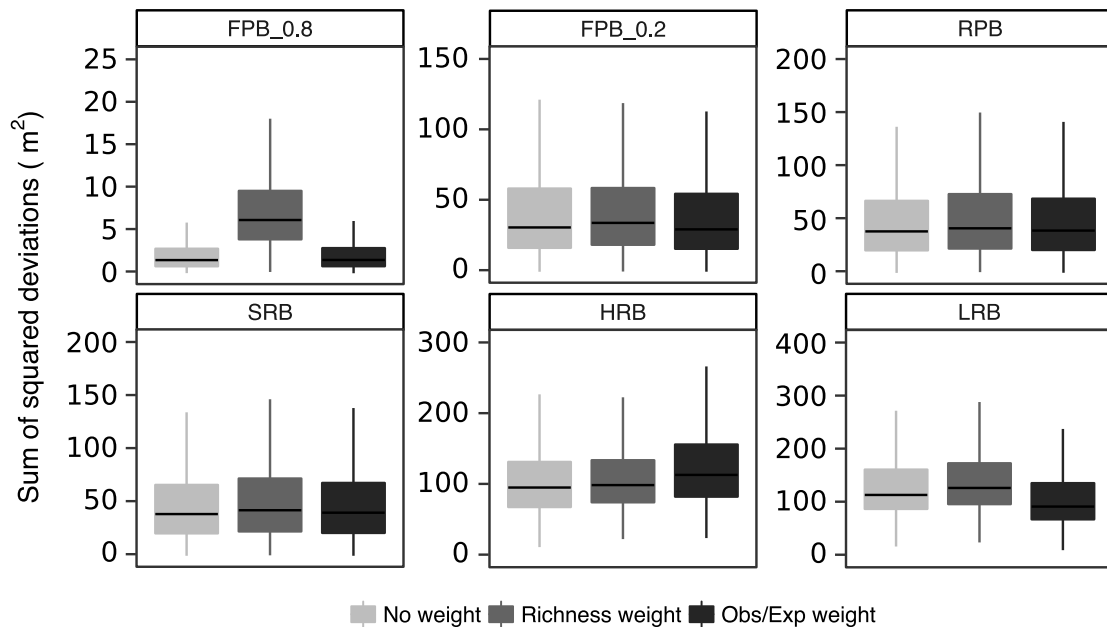 FPB_0.8 FPB_0.2 RPB
25 20 15 10 5 0
150 100 50 0
200 150 100 50 0
SRB HRB LRB
200 150 100 50 0
300 200 100 0
400 300 200 100 0
Sum of squared deviations ( m²)
No weight Richness weight Obs/Exp weight